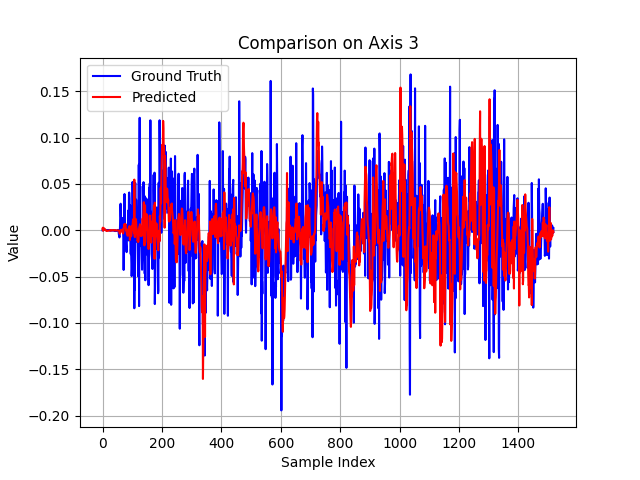 Comparison on Axis 3
Ground Truth
Predicted
0.15
0.10
0.05
0.00
−0.05
−0.10
−0.15
−0.20
Value
0 200 400 600 800 1000 1200 1400
Sample Index